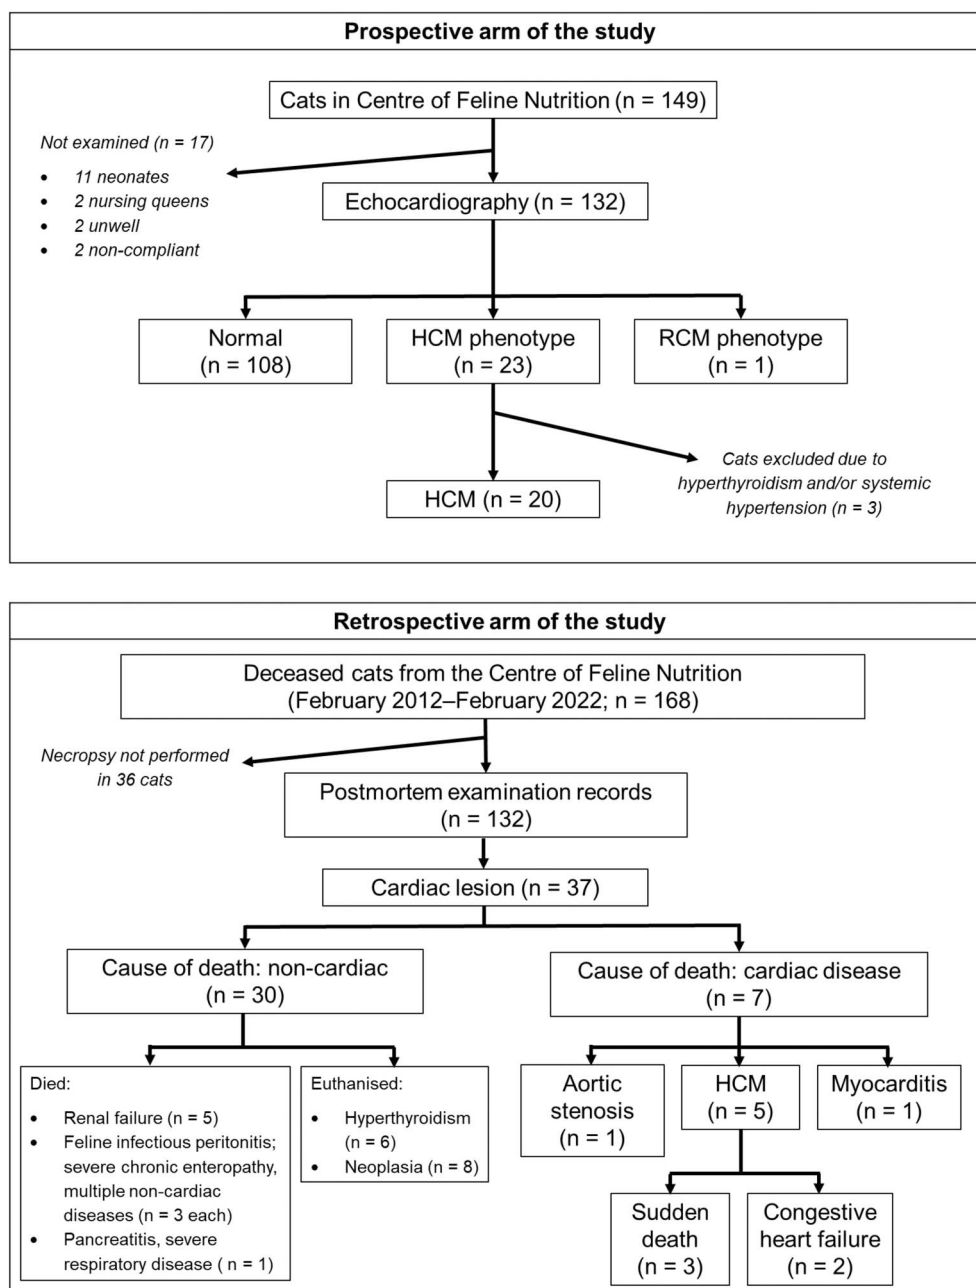 Prospective arm of the study
Cats in Centre of Feline Nutrition (n = 149)
Not examined (n = 17)
• 11 neonates
• 2 nursing queens
• 2 unwell
• 2 non-compliant
Echocardiography (n = 132)
Normal
(n = 108)
HCM phenotype
(n = 23)
RCM phenotype
(n = 1)
Cats excluded due to
hyperthyroidism and/or systemic
hypertension (n = 3)
HCM (n = 20)
Retrospective arm of the study
Deceased cats from the Centre of Feline Nutrition
(February 2012–February 2022; n = 168)
Necropsy not performed
in 36 cats
Postmortem examination records
(n = 132)
Cardiac lesion (n = 37)
Cause of death: non-cardiac
(n = 30)
Cause of death: cardiac disease
(n = 7)
Died:
• Renal failure (n = 5)
• Feline infectious peritonitis;
severe chronic enteropathy,
multiple non-cardiac
diseases (n = 3 each)
• Pancreatitis, severe
respiratory disease ( n = 1)
Euthanised:
• Hyperthyroidism
(n = 6)
• Neoplasia (n = 8)
Aortic
stenosis
(n = 1)
HCM
(n = 5)
Myocarditis
(n = 1)
Sudden
death
(n = 3)
Congestive
heart failure
(n = 2)